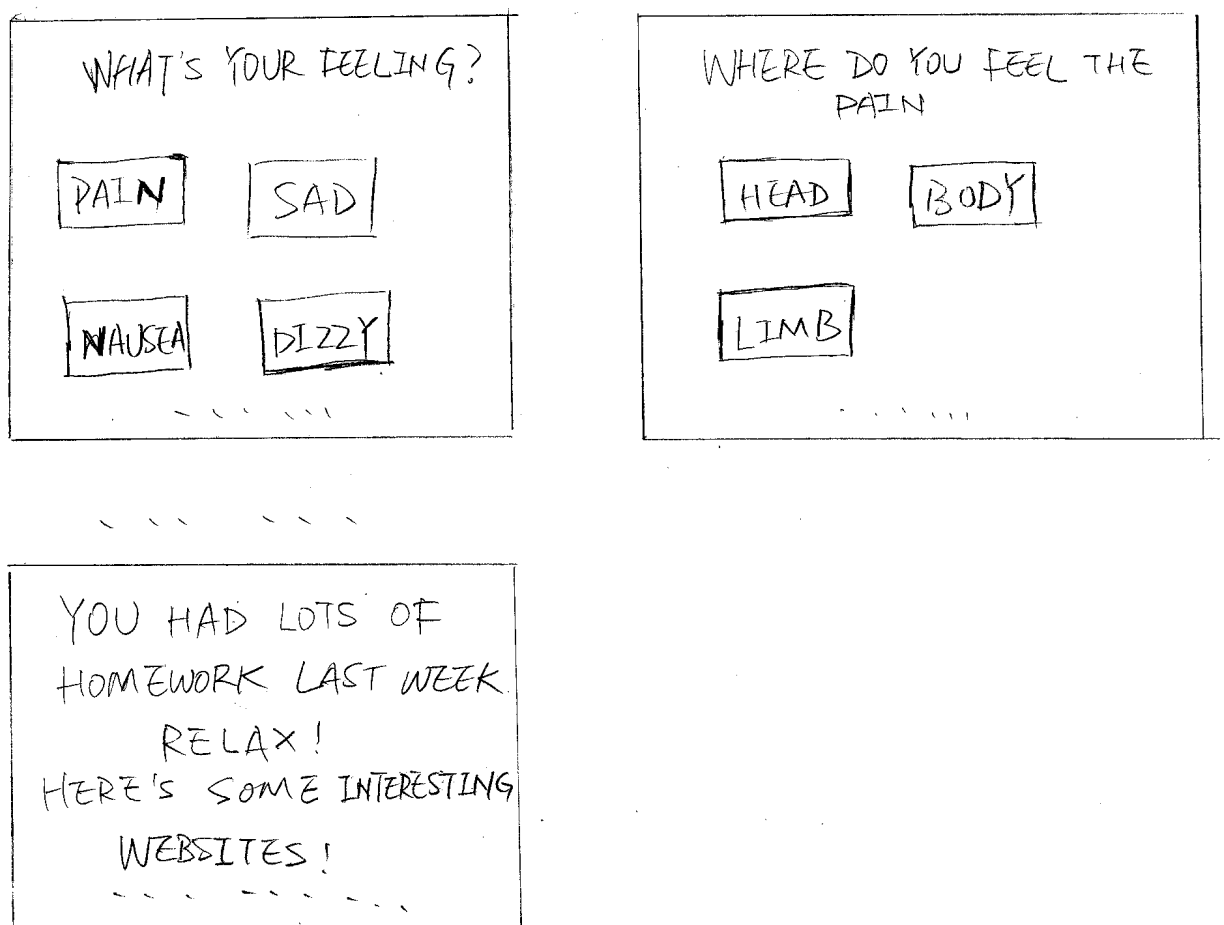 WHAT'S YOUR FEELING?
PAIN SAD
NAUSEA DIZZY
WHERE DO YOU FEEL THE
PAIN
HEAD BODY
LIMB
YOU HAD LOTS OF
HOMEWORK LAST WEEK
RELAX!
HERE'S SOME INTERESTING
WEBSITES!